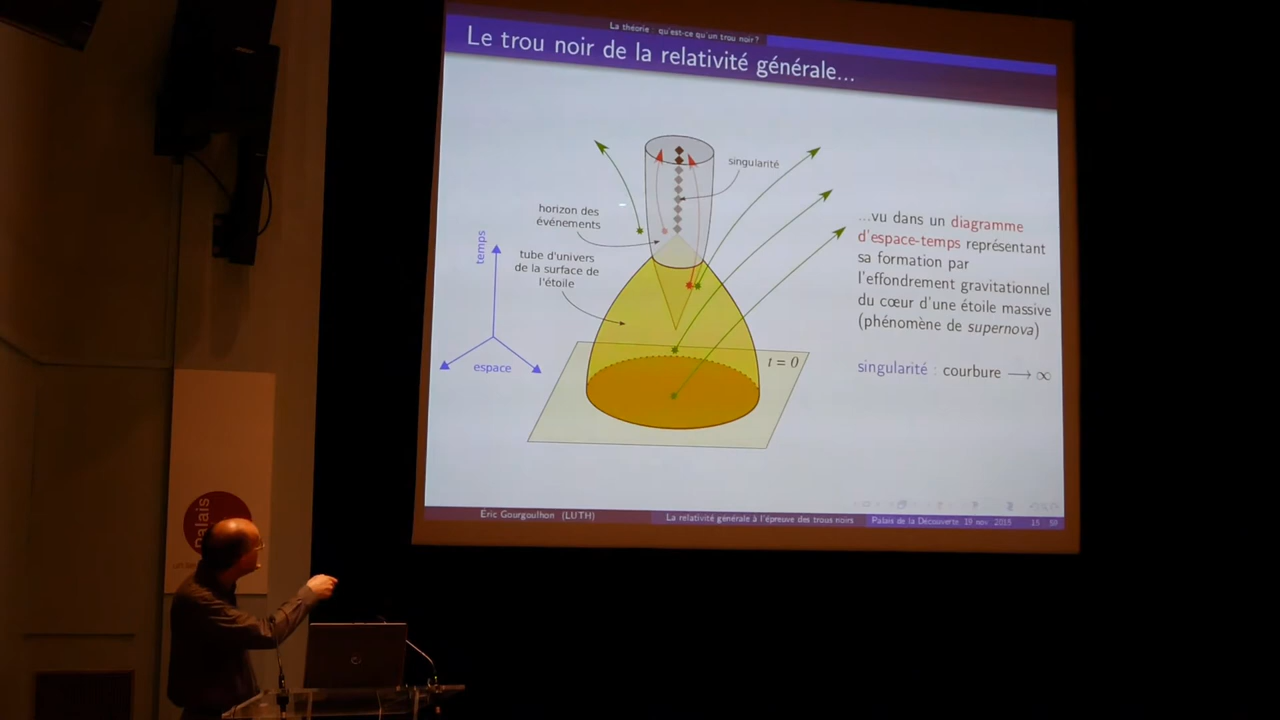 La théorie : qu'est-ce qu'un trou noir ?
Le trou noir de la relativité générale...
singularité
horizon des
événements
tube d'univers
de la surface de
l'étoile
temps
espace
t = 0
...vu dans un diagramme
d'espace-temps représentant
sa formation par
l'effondrement gravitationnel
du cœur d'une étoile massive
(phénomène de supernova)
singularité : courbure ⟶ ∞
Éric Gourgoulhon (LUTH)
La relativité générale à l'épreuve des trous noirs
Palais de la Découverte, 19 nov. 2015
15 59
palais